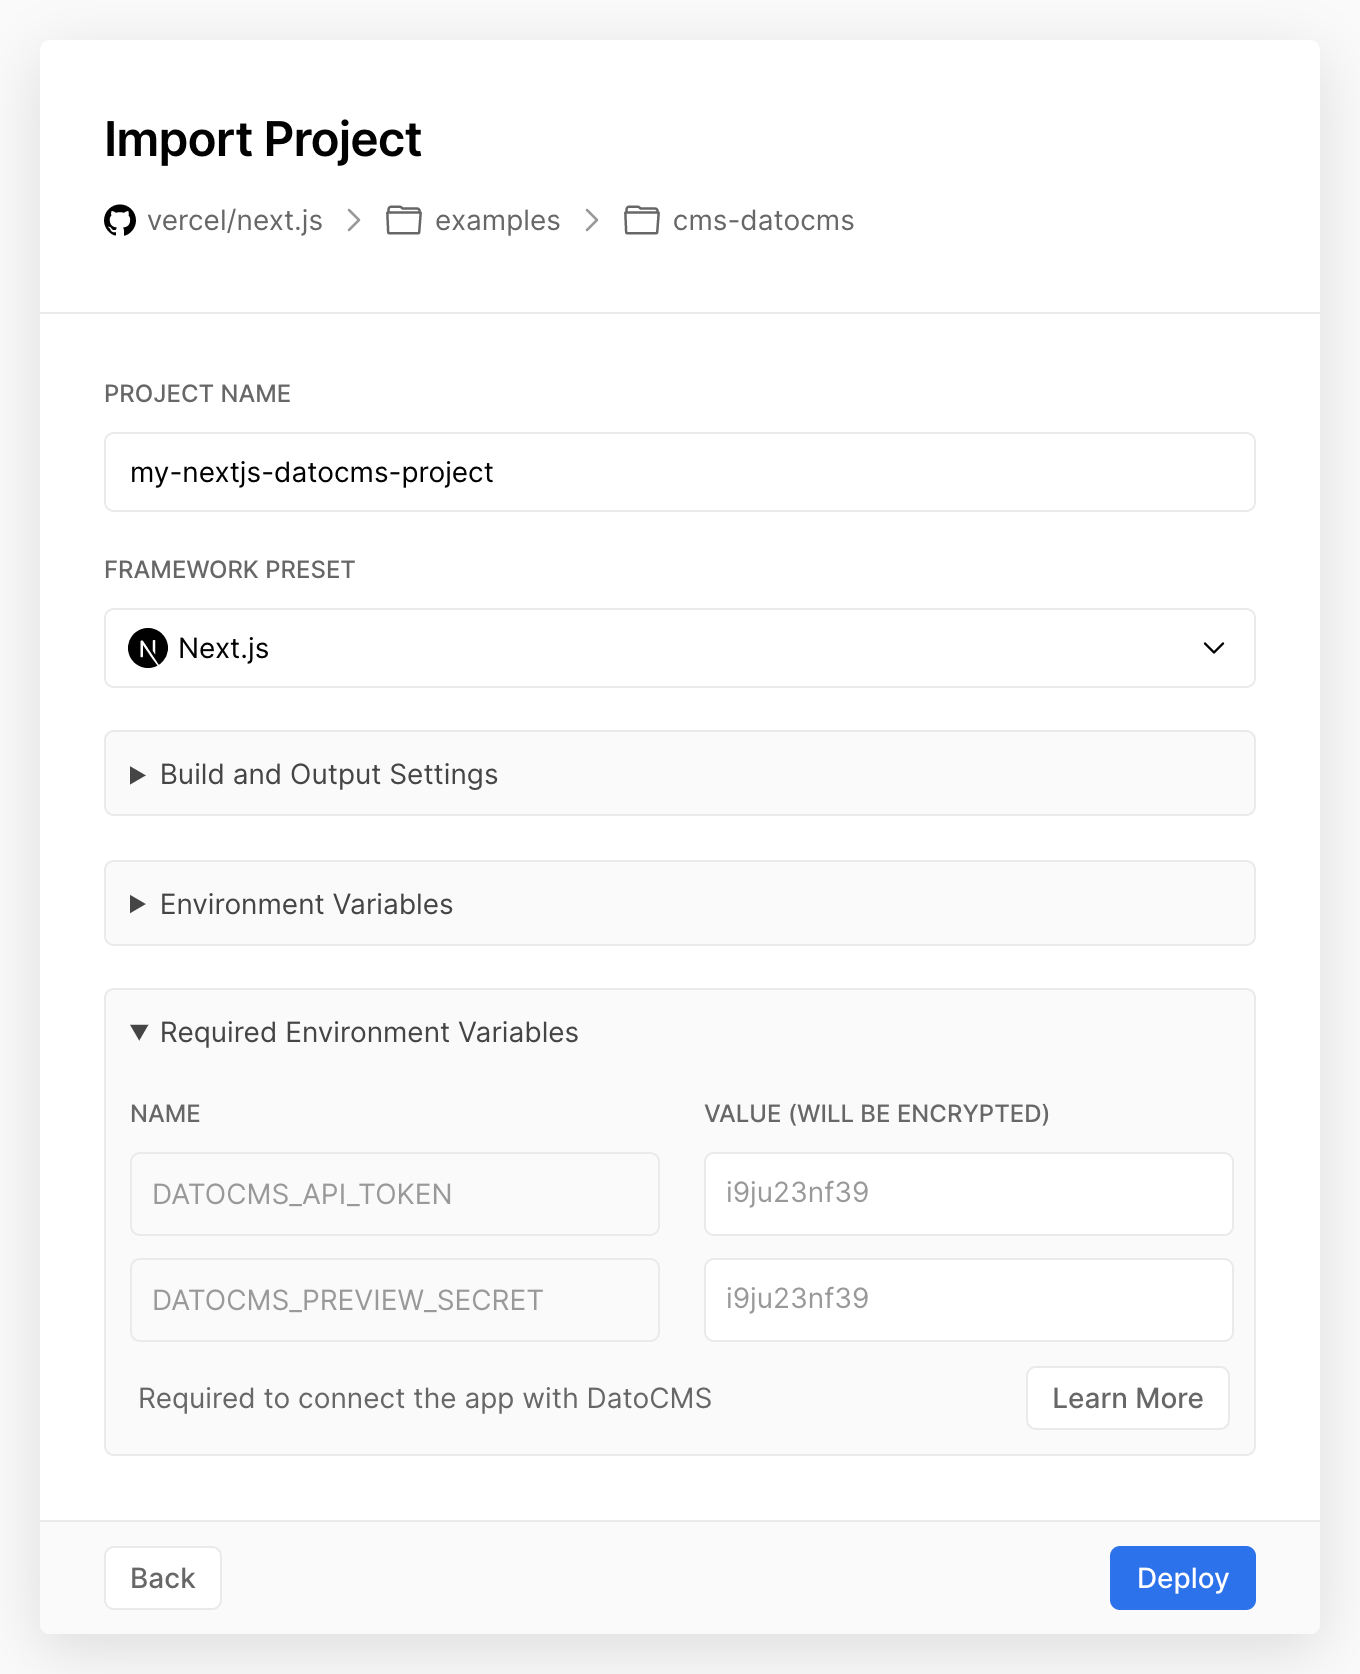 Import Project
vercel/next.js > examples > cms-datocms
PROJECT NAME
my-nextjs-datocms-project
FRAMEWORK PRESET
N Next.js
Build and Output Settings
Environment Variables
Required Environment Variables
NAME VALUE (WILL BE ENCRYPTED)
DATOCMS_API_TOKEN i9ju23nf39
DATOCMS_PREVIEW_SECRET i9ju23nf39
Required to connect the app with DatoCMS Learn More
Back Deploy